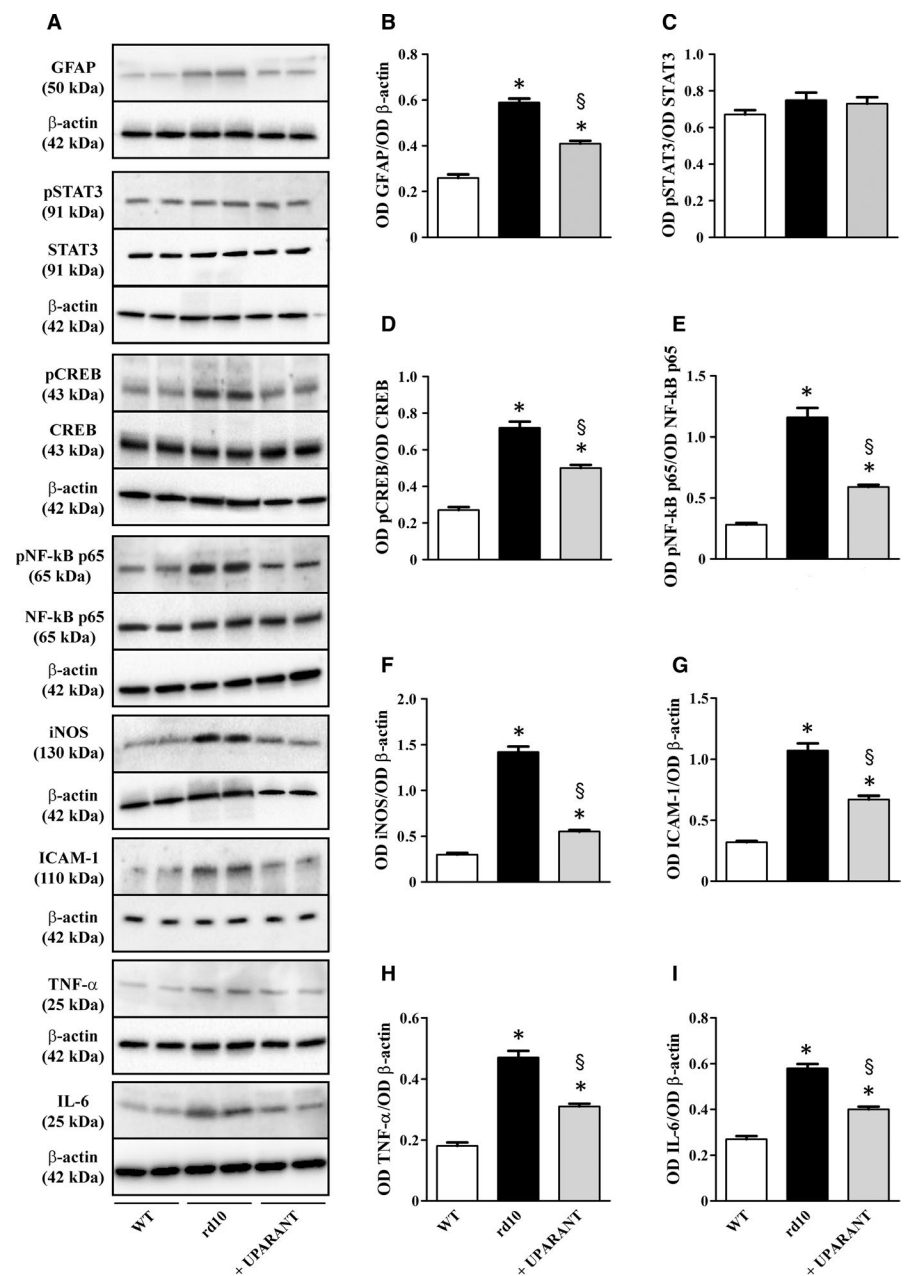 A
GFAP
(50 kDa)
β-actin
(42 kDa)
pSTAT3
(91 kDa)
STAT3
(91 kDa)
β-actin
(42 kDa)
pCREB
(43 kDa)
CREB
(43 kDa)
β-actin
(42 kDa)
pNF-kB p65
(65 kDa)
NF-kB p65
(65 kDa)
β-actin
(42 kDa)
iNOS
(130 kDa)
β-actin
(42 kDa)
ICAM-1
(110 kDa)
β-actin
(42 kDa)
TNF-α
(25 kDa)
β-actin
(42 kDa)
IL-6
(25 kDa)
β-actin
(42 kDa)
WT
rd10
+ UPARANT
B
OD GFAP/OD β-actin
0.8
0.6
0.4
0.2
0
*
§
*
C
OD pSTAT3/OD STAT3
1.0
0.8
0.6
0.4
0.2
0
D
OD pCREB/OD CREB
1.0
0.8
0.6
0.4
0.2
0
*
§
*
E
OD pNF-kB p65/OD NF-kB p65
1.5
1.0
0.5
0
*
§
*
F
OD iNOS/OD β-actin
2.0
1.5
1.0
0.5
0
*
§
*
G
OD ICAM-1/OD β-actin
1.5
1.0
0.5
0
*
§
*
H
OD TNF-α/OD β-actin
0.6
0.4
0.2
0
*
§
*
WT
rd10
+ UPARANT
I
OD IL-6/OD β-actin
0.8
0.6
0.4
0.2
0
*
§
*
WT
rd10
+ UPARANT